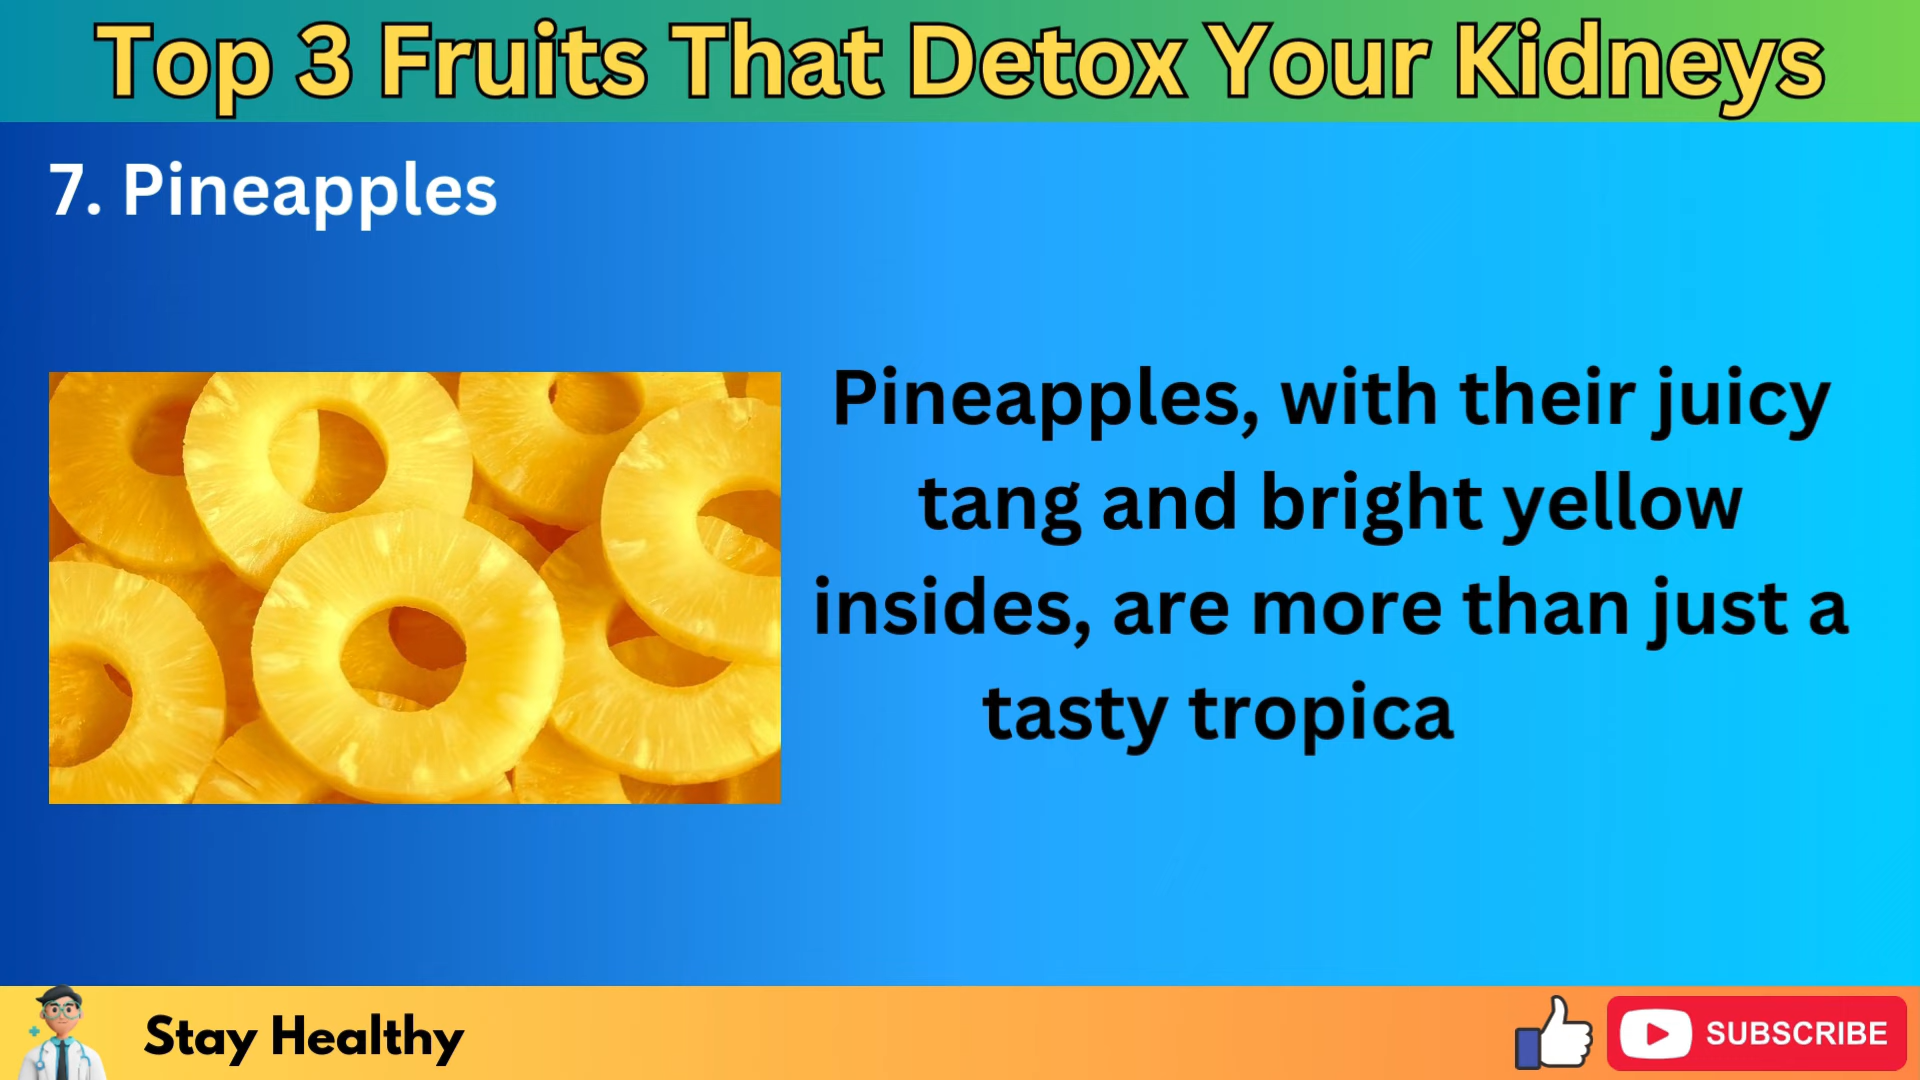 Top 3 Fruits That Detox Your Kidneys
7. Pineapples
Pineapples, with their juicy
tang and bright yellow
insides, are more than just a
tasty tropica
Stay Healthy
SUBSCRIBE